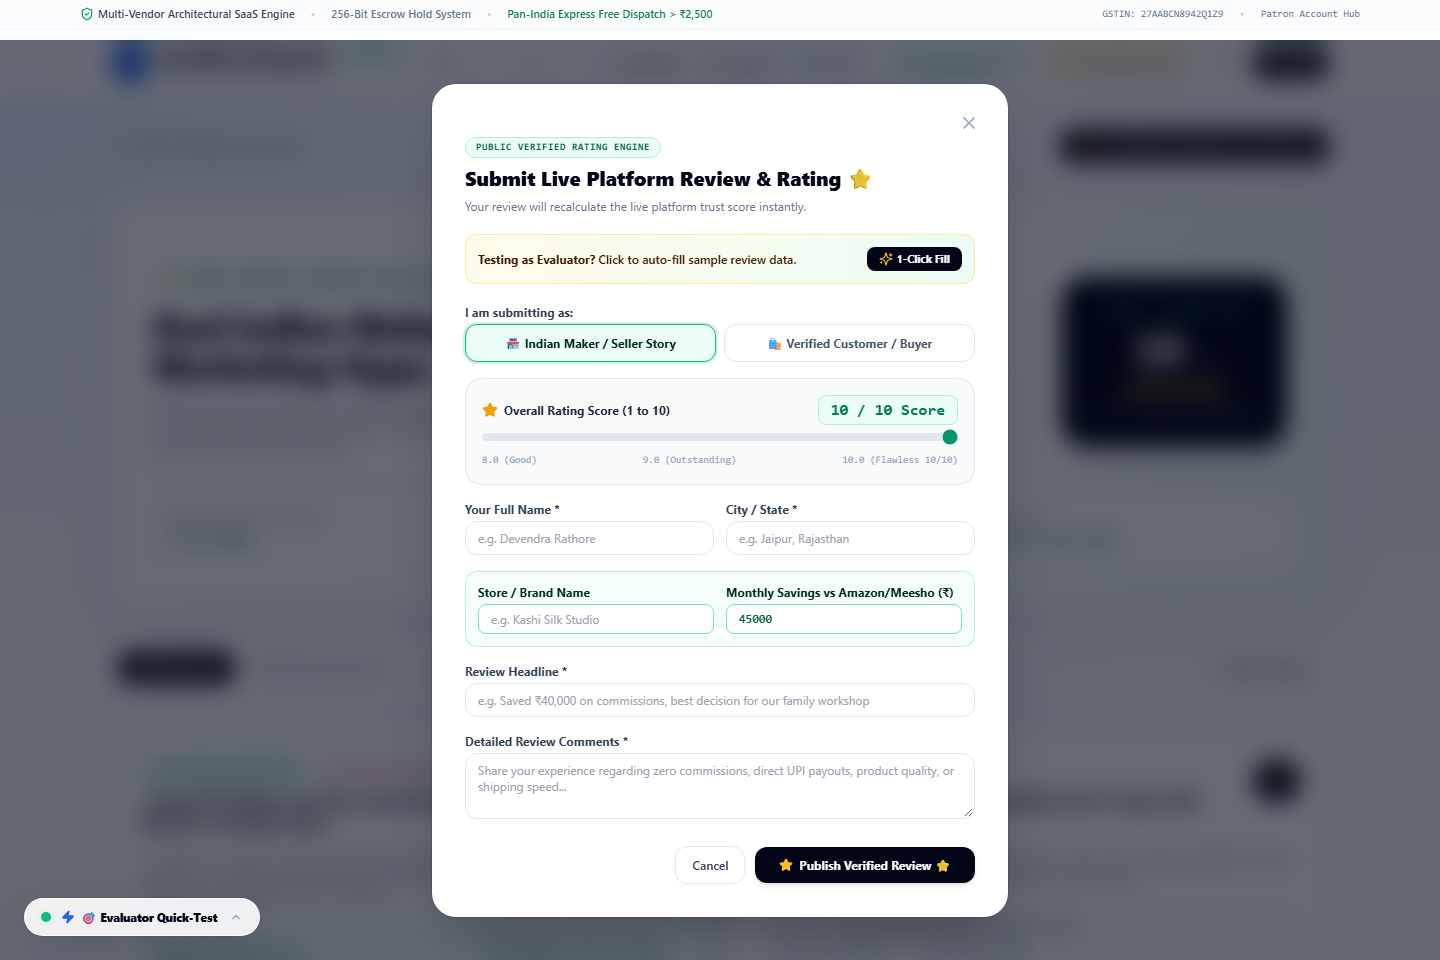 Multi-Vendor Architectural SaaS Engine • 256-Bit Escrow Hold System • Pan-India Express Free Dispatch > ₹2,500 GSTIN: 27AABCN8942Q1Z9 • Patron Account Hub
PUBLIC VERIFIED RATING ENGINE
Submit Live Platform Review & Rating ⭐
Your review will recalculate the live platform trust score instantly.
Testing as Evaluator? Click to auto-fill sample review data. ✨ 1-Click Fill
I am submitting as:
🏪 Indian Maker / Seller Story 🛍️ Verified Customer / Buyer
⭐ Overall Rating Score (1 to 10) 10 / 10 Score
8.0 (Good) 9.0 (Outstanding) 10.0 (Flawless 10/10)
Your Full Name * City / State *
e.g. Devendra Rathore e.g. Jaipur, Rajasthan
Store / Brand Name Monthly Savings vs Amazon/Meesho (₹)
e.g. Kashi Silk Studio 45000
Review Headline *
e.g. Saved ₹40,000 on commissions, best decision for our family workshop
Detailed Review Comments *
Share your experience regarding zero commissions, direct UPI payouts, product quality, or
shipping speed...
Cancel ⭐ Publish Verified Review ⭐
⚡ 🎯 Evaluator Quick-Test